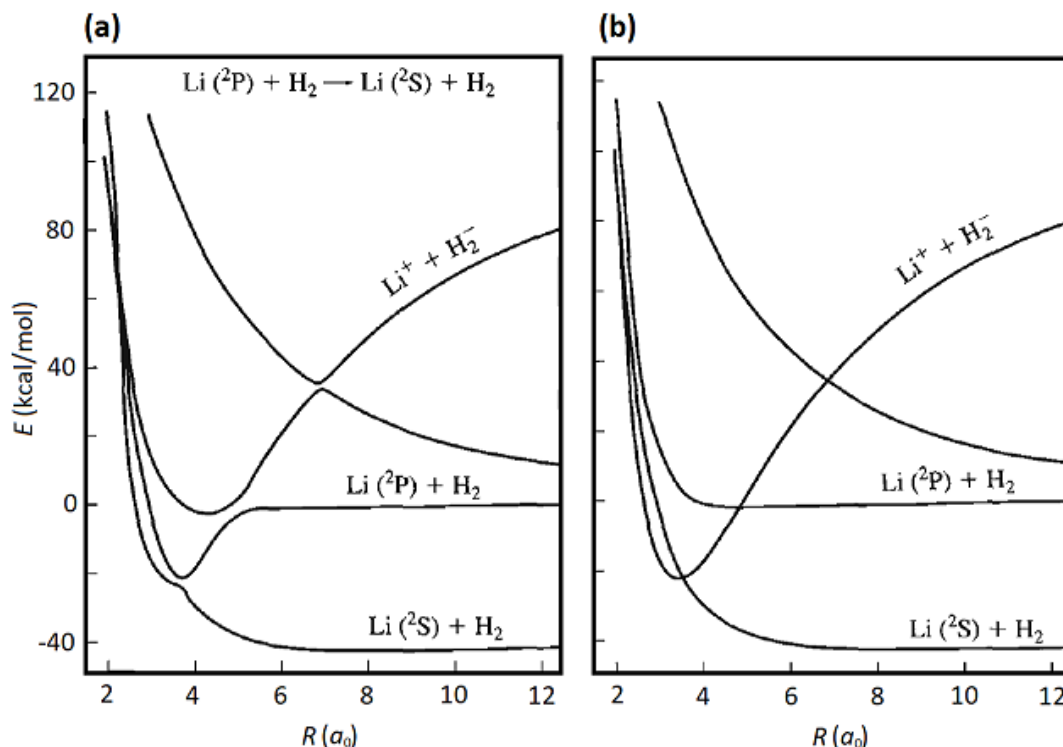 (a)
(b)
Li (²P) + H₂ → Li (²S) + H₂
120
80
40
0
-40
E (kcal/mol)
Li⁺ + H₂⁻
Li (²P) + H₂
Li (²S) + H₂
2 4 6 8 10 12
R (a₀)
Li⁺ + H₂⁻
Li (²P) + H₂
Li (²S) + H₂
2 4 6 8 10 12
R (a₀)